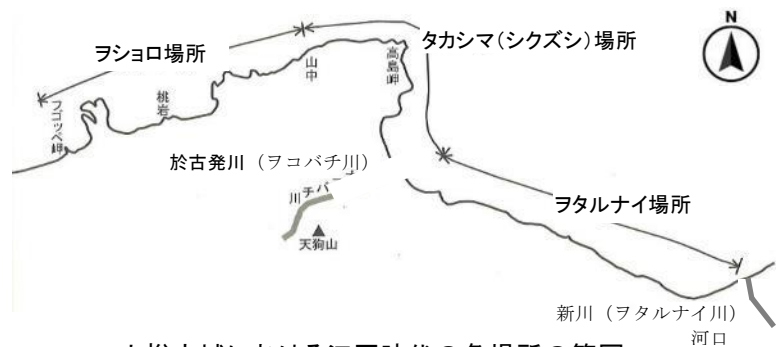 N
ヲショロ場所
タカシマ(シクズシ)場所
フゴッペ岬
桃岩
山中
高島岬
於古発川(ヲコバチ川)
天狗山
ヲタルナイ場所
新川(ヲタルナイ川)
河口